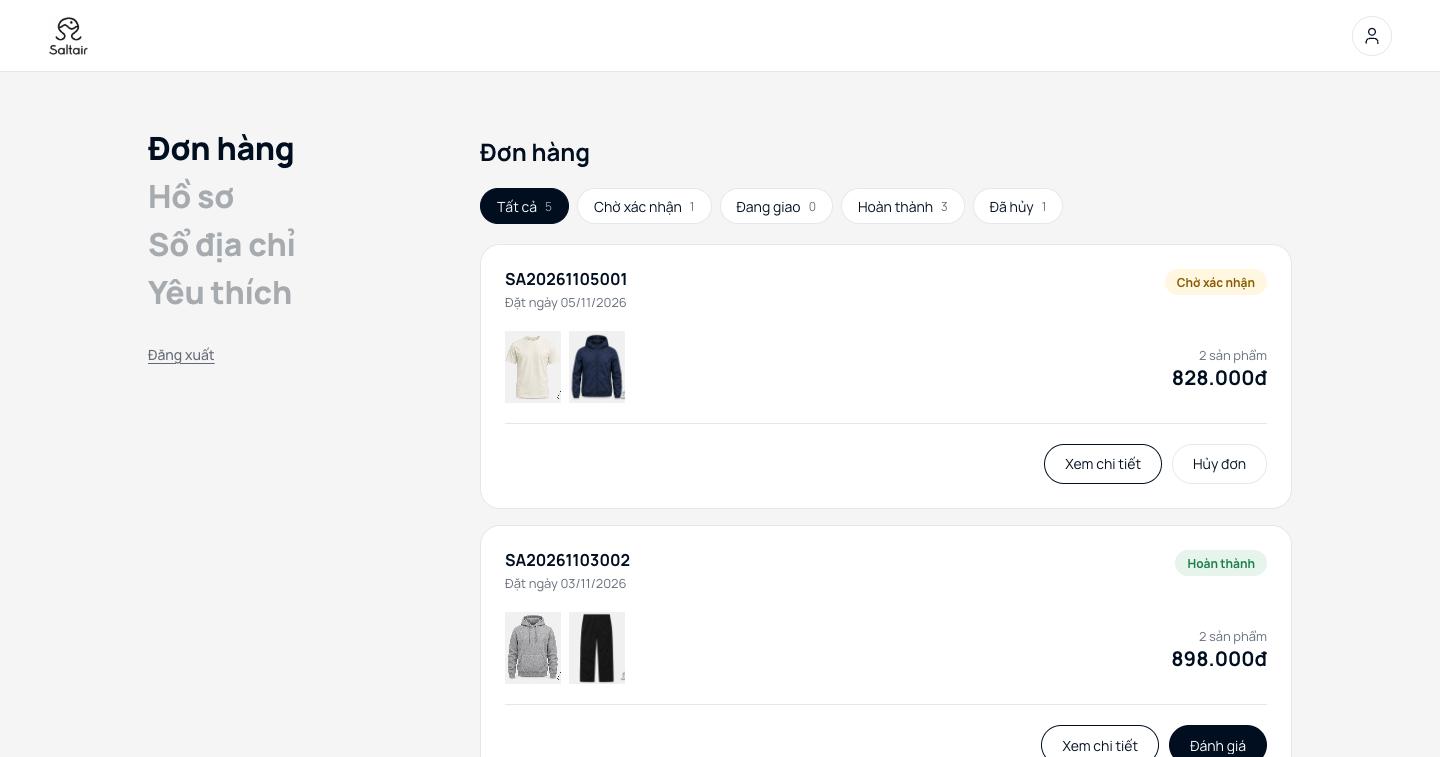 Saltair
Đơn hàng
Hồ sơ
Sổ địa chỉ
Yêu thích
Đăng xuất
Đơn hàng
Tất cả 5
Chờ xác nhận 1
Đang giao 0
Hoàn thành 3
Đã hủy 1
SA20261105001
Chờ xác nhận
Đặt ngày 05/11/2026
2 sản phẩm
828.000đ
Xem chi tiết
Hủy đơn
SA20261103002
Hoàn thành
Đặt ngày 03/11/2026
2 sản phẩm
898.000đ
Xem chi tiết
Đánh giá